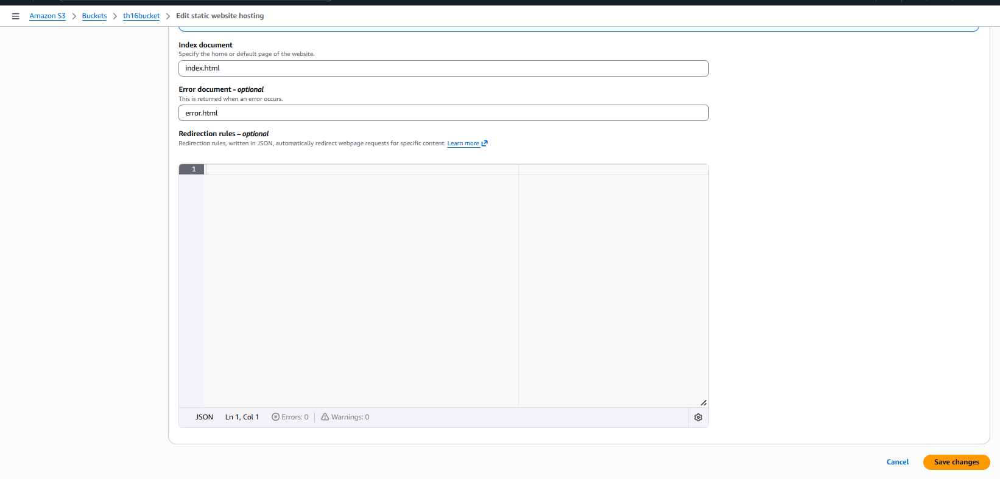 Amazon S3 > Buckets > th16bucket > Edit static website hosting
Index document
Specify the home or default page of the website.
index.html
Error document - optional
This is returned when an error occurs.
error.html
Redirection rules – optional
Redirection rules, written in JSON, automatically redirect webpage requests for specific content. Learn more
1
JSON Ln 1, Col 1 Errors: 0 Warnings: 0
Cancel Save changes